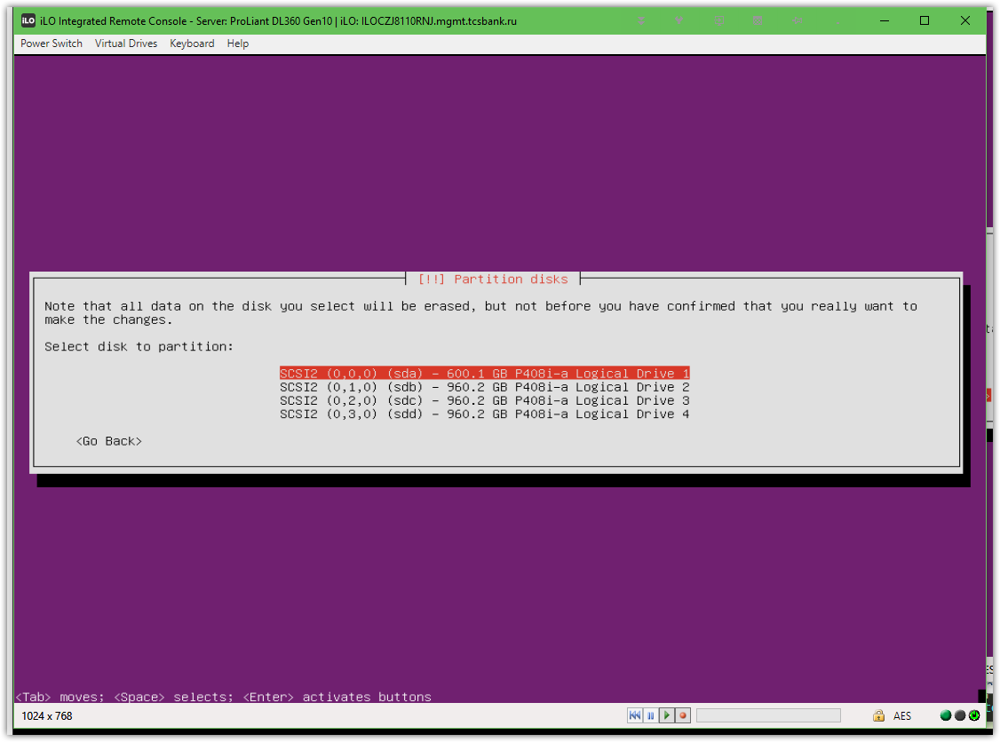 iLO iLO Integrated Remote Console - Server: ProLiant DL360 Gen10 | iLO: ILOCZJ8110RNJ.mgmt.tcsbank.ru
Power Switch Virtual Drives Keyboard Help
[!!] Partition disks
Note that all data on the disk you select will be erased, but not before you have confirmed that you really want to
make the changes.
Select disk to partition:
SCSI2 (0,0,0) (sda) - 600.1 GB P408i-a Logical Drive 1
SCSI2 (0,1,0) (sdb) - 960.2 GB P408i-a Logical Drive 2
SCSI2 (0,2,0) (sdc) - 960.2 GB P408i-a Logical Drive 3
SCSI2 (0,3,0) (sdd) - 960.2 GB P408i-a Logical Drive 4
<Go Back>
<Tab> moves; <Space> selects; <Enter> activates buttons
1024 x 768
AES